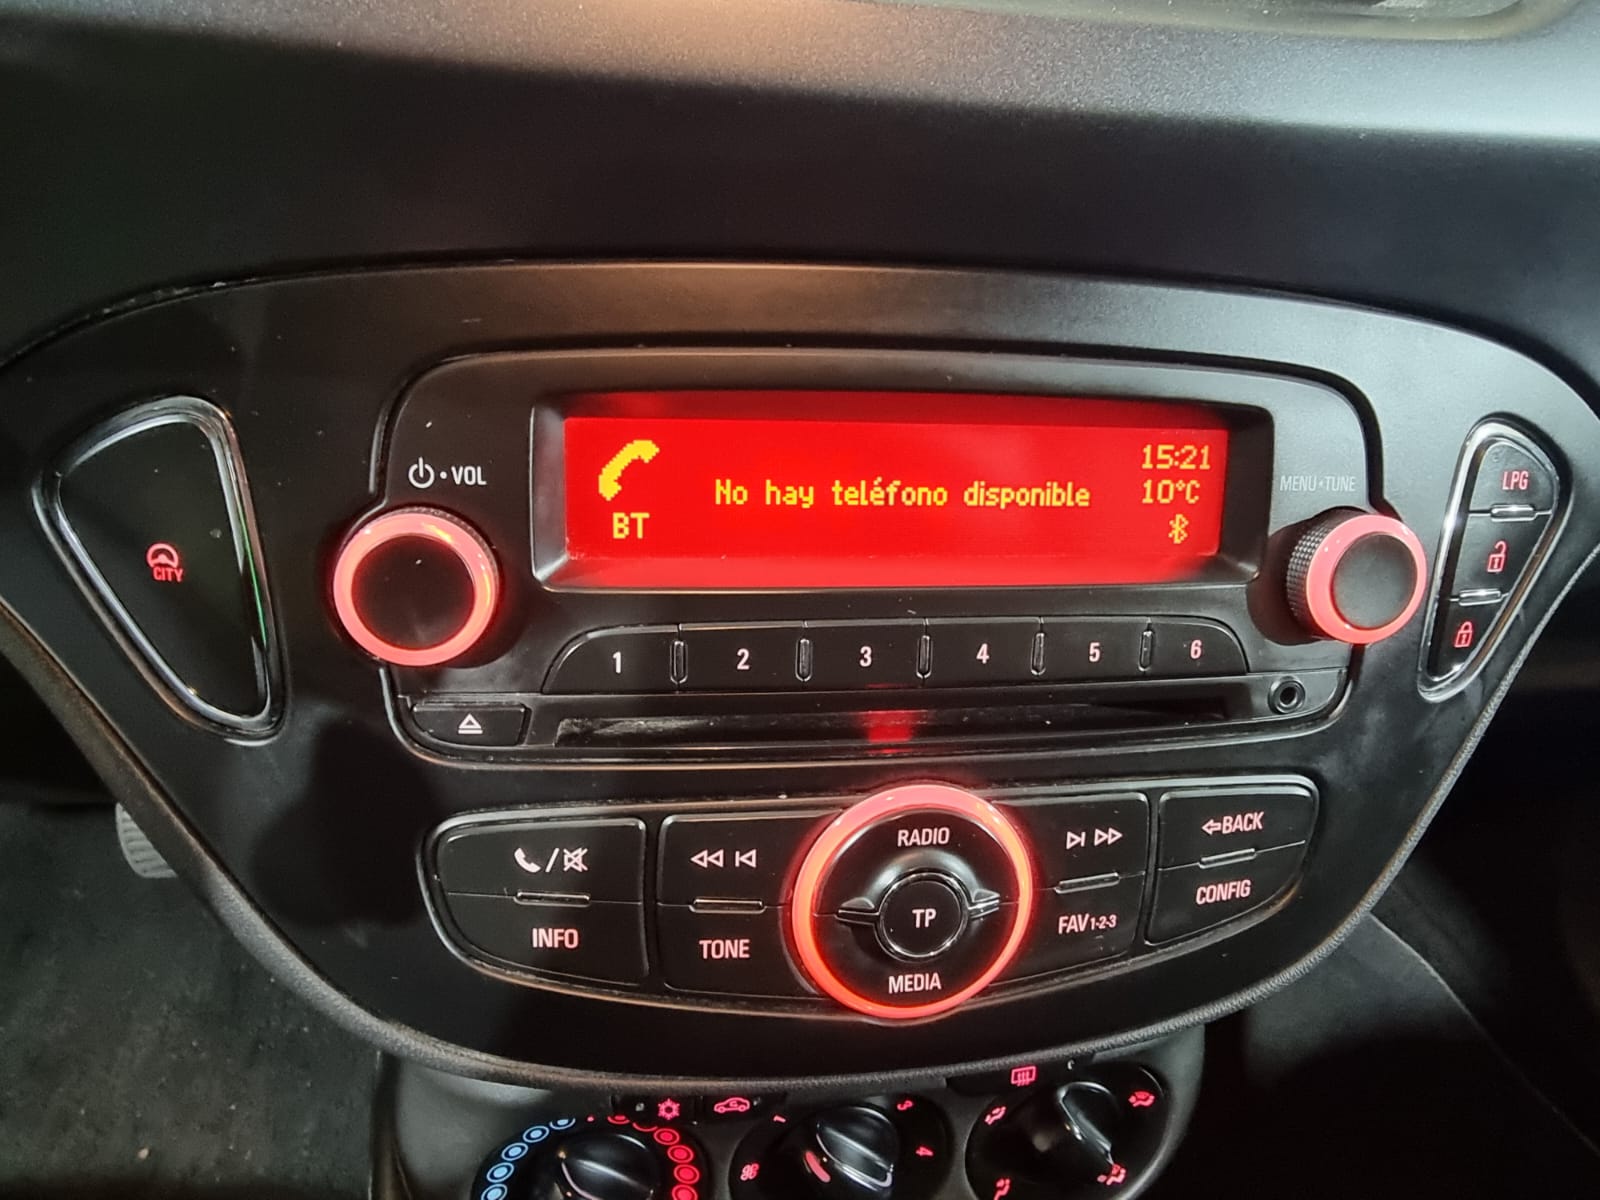 VOL
BT
No hay teléfono disponible
15:21
10°C
MENU•TUNE
LPG
CITY
1 2 3 4 5 6
RADIO
BACK
TP
INFO
TONE
FAV1-2-3
CONFIG
MEDIA
4